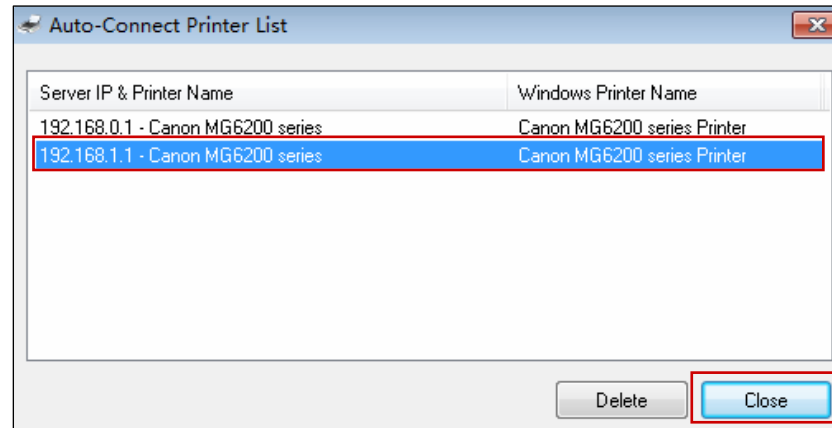 Auto-Connect Printer List
Server IP & Printer Name Windows Printer Name
192.168.0.1 - Canon MG6200 series Canon MG6200 series Printer
192.168.1.1 - Canon MG6200 series Canon MG6200 series Printer
Delete Close